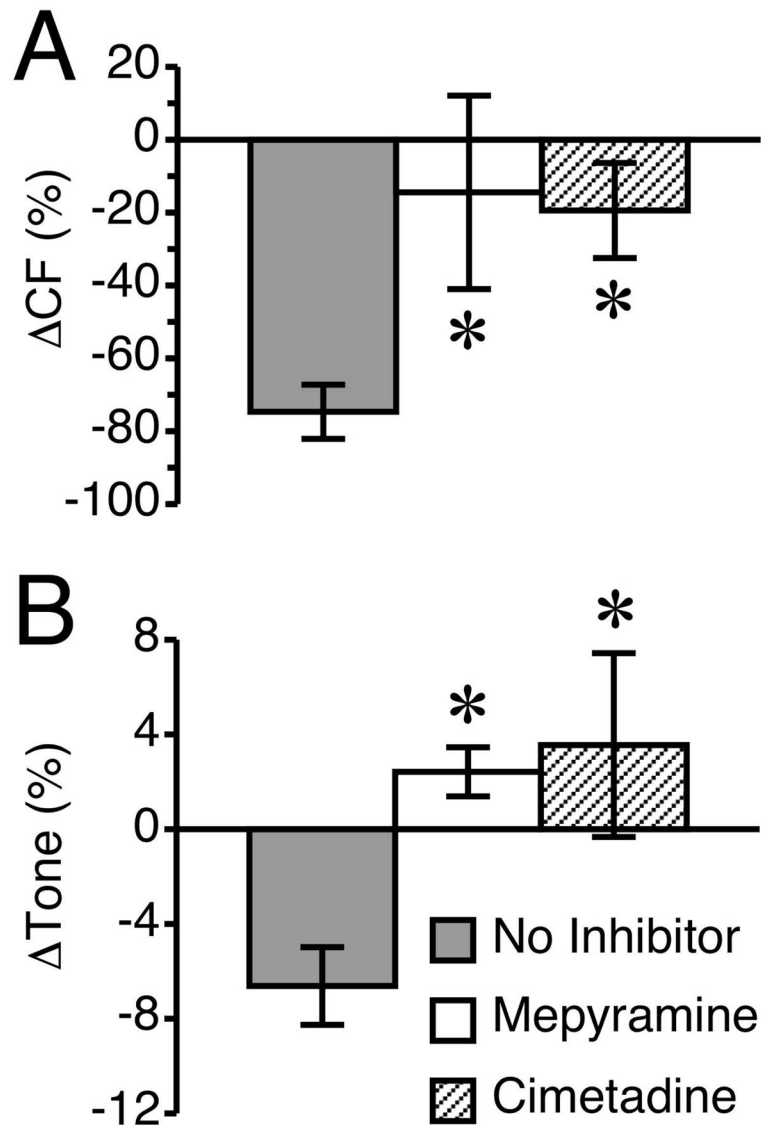 A
20
0
-20
-40
-60
-80
-100
ΔCF (%)
*
*
B
8
4
0
-4
-8
-12
ΔTone (%)
*
*
No Inhibitor
Mepyramine
Cimetadine